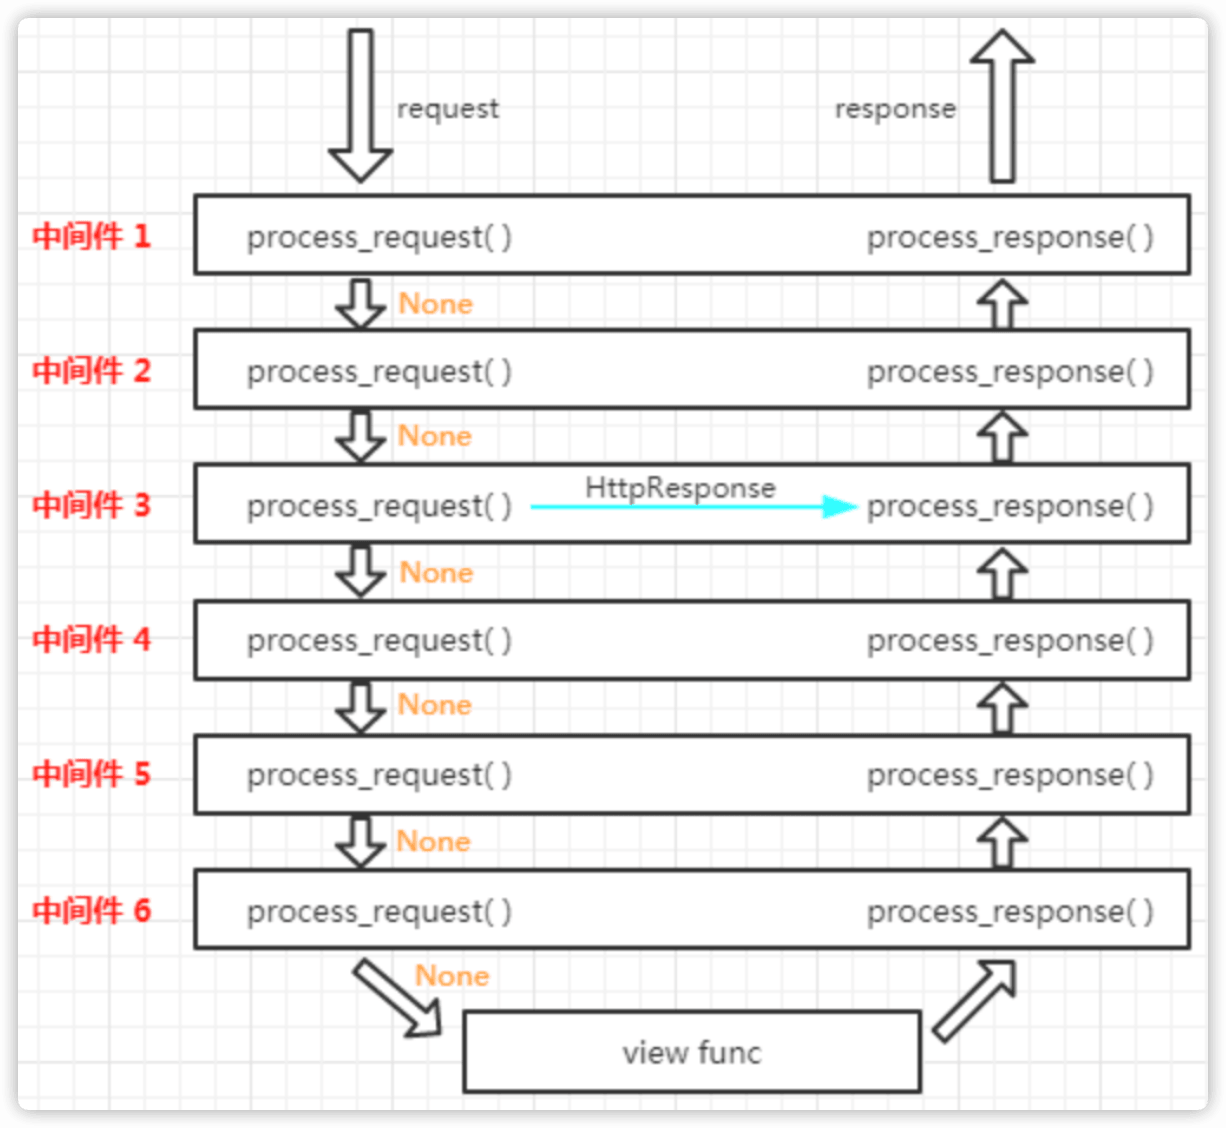 request
response
中间件 1
process_request( )
process_response( )
None
中间件 2
process_request( )
process_response( )
None
中间件 3
process_request( )
HttpResponse
process_response( )
None
中间件 4
process_request( )
process_response( )
None
中间件 5
process_request( )
process_response( )
None
中间件 6
process_request( )
process_response( )
None
view func